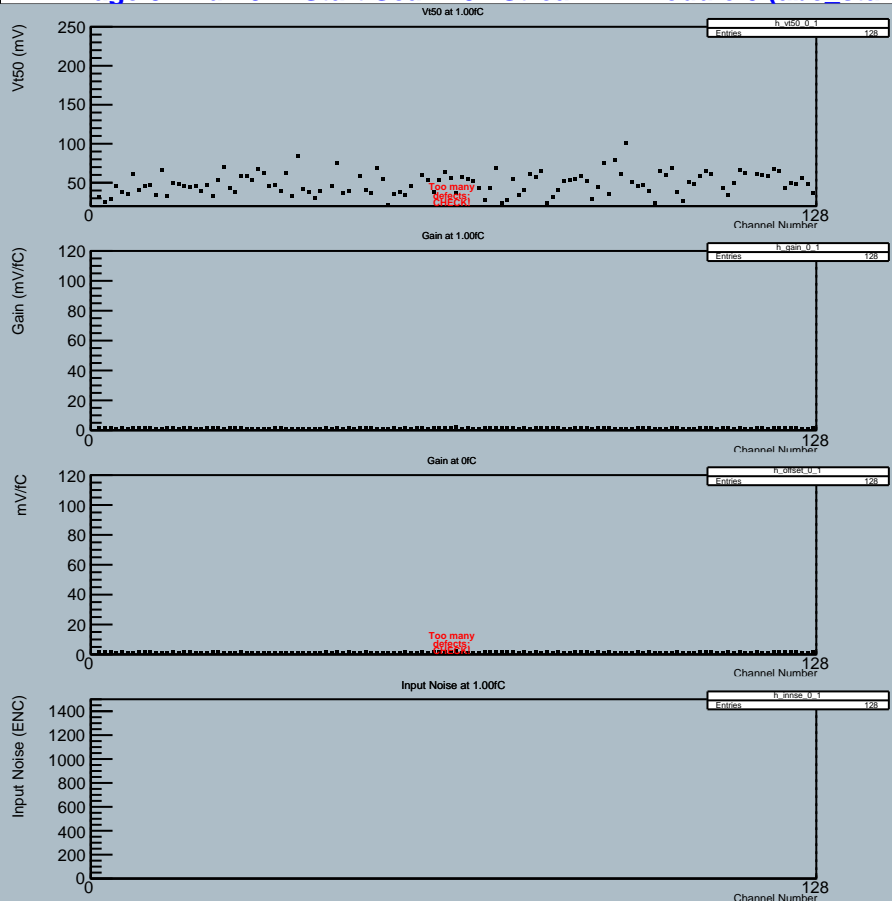 Vt50 at 1.00fC
h_vt50_0_1
Entries 128
Vt50 (mV)
250
200
150
100
50
Too many
defects:
CHECK!
0
128
Channel Number
Gain at 1.00fC
h_gain_0_1
Entries 128
Gain (mV/fC)
120
100
80
60
40
20
0
0
128
Channel Number
Gain at 0fC
h_offset_0_1
Entries 128
mV/fC
120
100
80
60
40
20
0
Too many
defects:
CHECK!
0
128
Channel Number
Input Noise at 1.00fC
h_innse_0_1
Entries 128
Input Noise (ENC)
1400
1200
1000
800
600
400
200
0
0
128
Channel Number